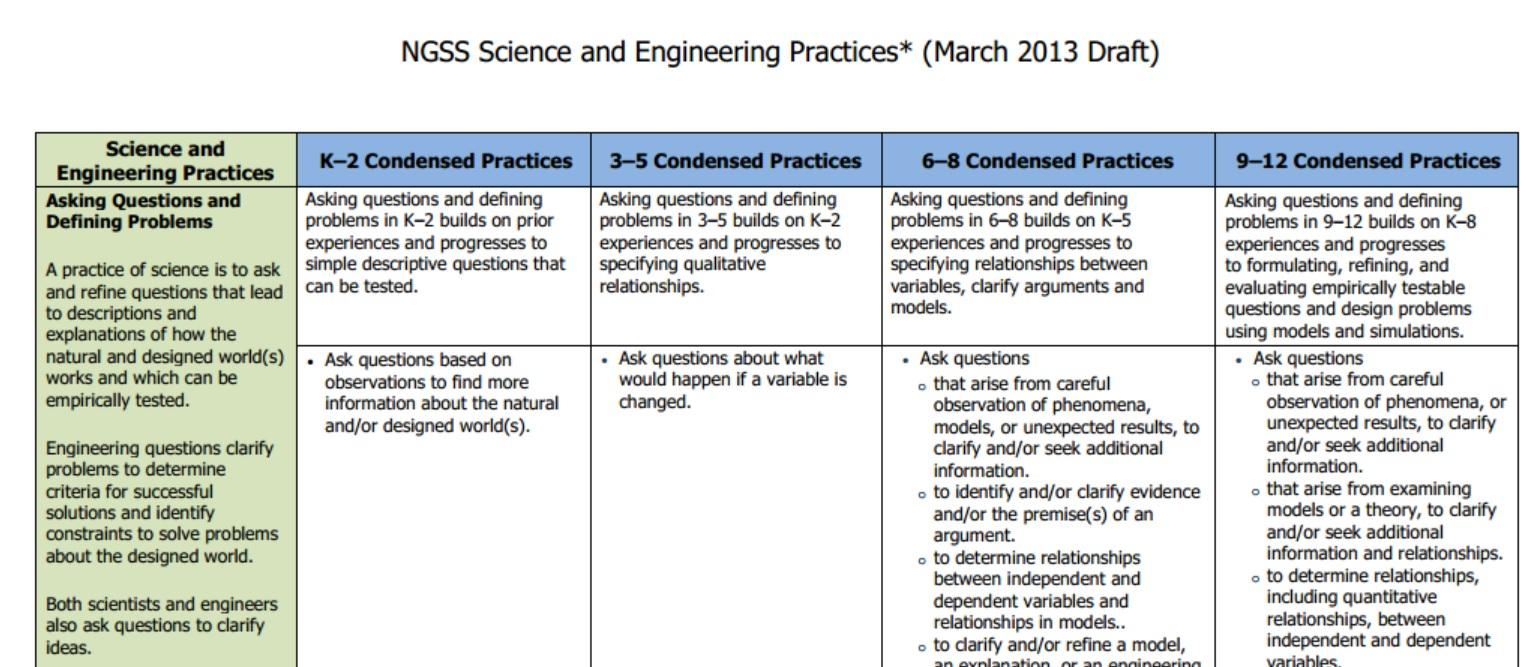 NGSS Science and Engineering Practices* (March 2013 Draft)
Science and
Engineering Practices
K–2 Condensed Practices
3–5 Condensed Practices
6–8 Condensed Practices
9–12 Condensed Practices
Asking Questions and
Defining Problems
A practice of science is to ask
and refine questions that lead
to descriptions and
explanations of how the
natural and designed world(s)
works and which can be
empirically tested.
Engineering questions clarify
problems to determine
criteria for successful
solutions and identify
constraints to solve problems
about the designed world.
Both scientists and engineers
also ask questions to clarify
ideas.
Asking questions and defining
problems in K–2 builds on prior
experiences and progresses to
simple descriptive questions that
can be tested.
Asking questions and defining
problems in 3–5 builds on K–2
experiences and progresses to
specifying qualitative
relationships.
Asking questions and defining
problems in 6–8 builds on K–5
experiences and progresses to
specifying relationships between
variables, clarify arguments and
models.
Asking questions and defining
problems in 9–12 builds on K–8
experiences and progresses
to formulating, refining, and
evaluating empirically testable
questions and design problems
using models and simulations.
• Ask questions based on
observations to find more
information about the natural
and/or designed world(s).
• Ask questions about what
would happen if a variable is
changed.
• Ask questions
o that arise from careful
observation of phenomena,
models, or unexpected results, to
clarify and/or seek additional
information.
o to identify and/or clarify evidence
and/or the premise(s) of an
argument.
o to determine relationships
between independent and
dependent variables and
relationships in models..
o to clarify and/or refine a model,
an explanation, or an engineering
• Ask questions
o that arise from careful
observation of phenomena, or
unexpected results, to clarify
and/or seek additional
information.
o that arise from examining
models or a theory, to clarify
and/or seek additional
information and relationships.
o to determine relationships,
including quantitative
relationships, between
independent and dependent
variables.